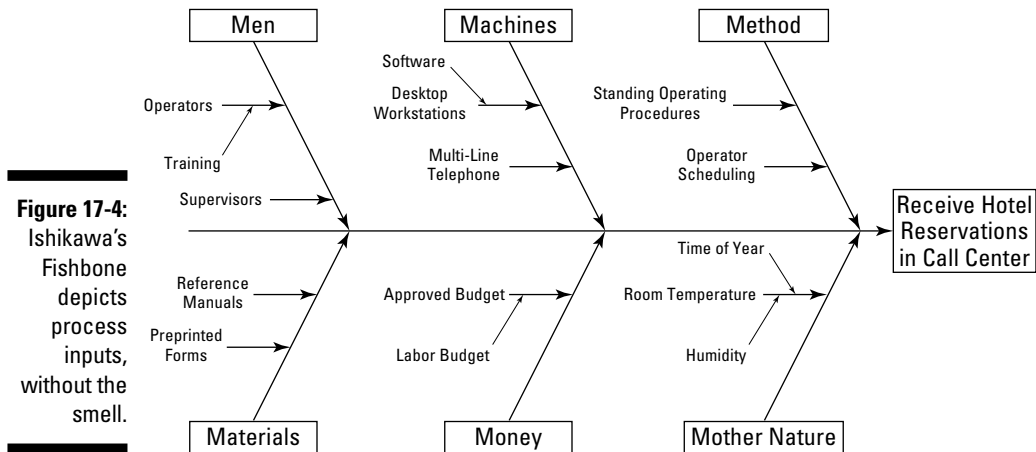 Men
Machines
Method
Software
Desktop
Workstations
Operators
Standing Operating
Procedures
Training
Multi-Line
Telephone
Operator
Scheduling
Supervisors
Figure 17-4:
Ishikawa's
Fishbone
depicts
process
inputs,
without the
smell.
Receive Hotel
Reservations
in Call Center
Time of Year
Reference
Manuals
Approved Budget
Room Temperature
Preprinted
Forms
Labor Budget
Humidity
Materials
Money
Mother Nature